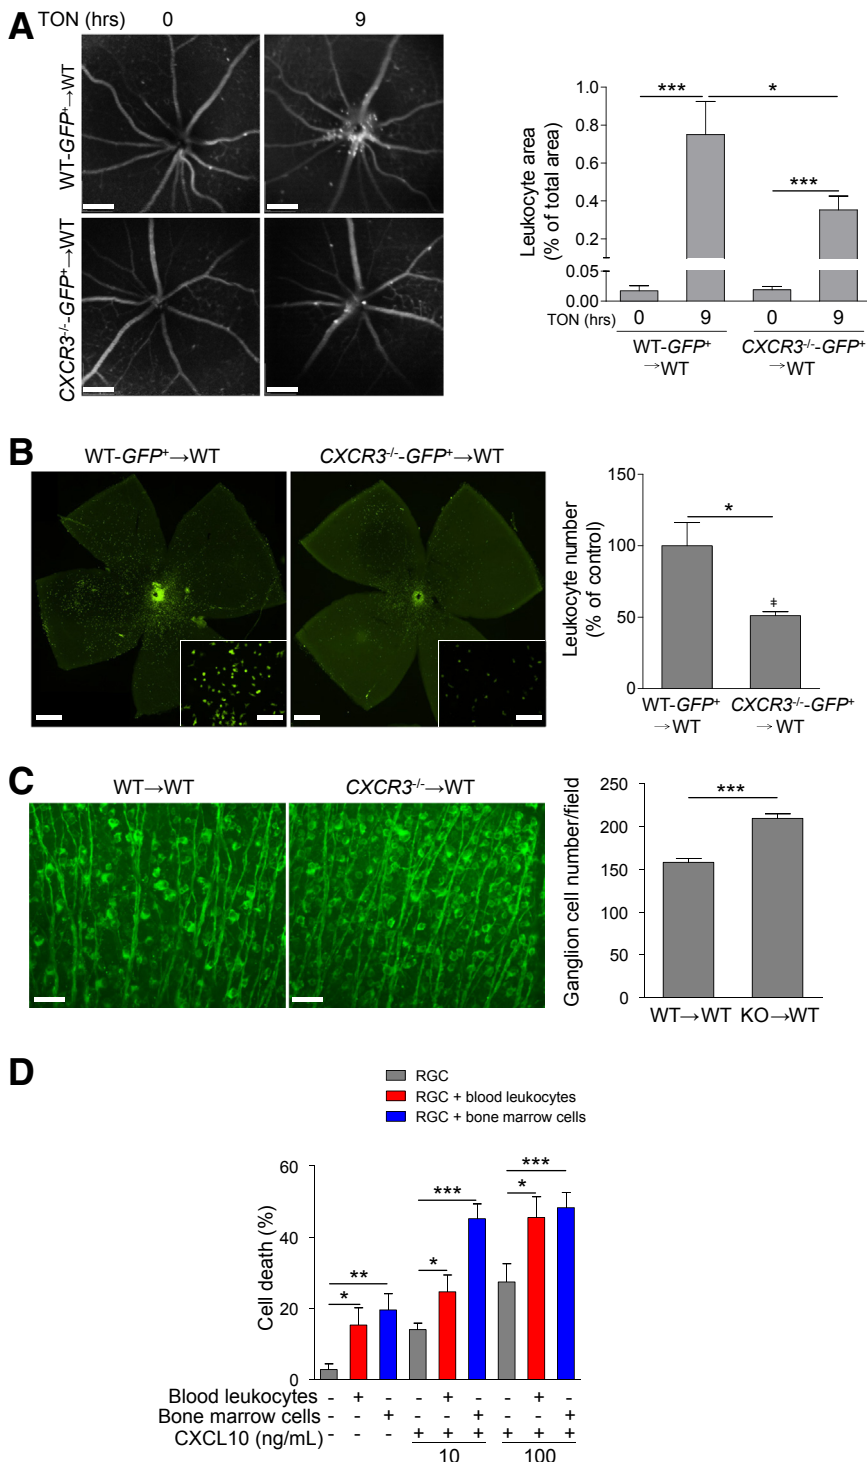 A
TON (hrs) 0 9
WT-GFP⁺→WT
CXCR3⁻/⁻-GFP⁺→WT
Leukocyte area
(% of total area)
1.0
0.8
0.6
0.4
0.2
0.05
0.00
*** *
***
TON (hrs) 0 9 0 9
WT-GFP⁺ CXCR3⁻/⁻-GFP⁺
→WT →WT
B
WT-GFP⁺→WT CXCR3⁻/⁻-GFP⁺→WT
Leukocyte number
(% of control)
150
100
50
0
*
ǂ
WT-GFP⁺ CXCR3⁻/⁻-GFP⁺
→WT →WT
C
WT→WT CXCR3⁻/⁻→WT
Ganglion cell number/field
250
200
150
100
50
0
***
WT→WT KO→WT
D
RGC
RGC + blood leukocytes
RGC + bone marrow cells
Cell death (%)
60
40
20
0
** * *** * *** *
Blood leukocytes - + - - + - - + -
Bone marrow cells - - + - - + - - +
CXCL10 (ng/mL) - - - + + + + + +
10 100